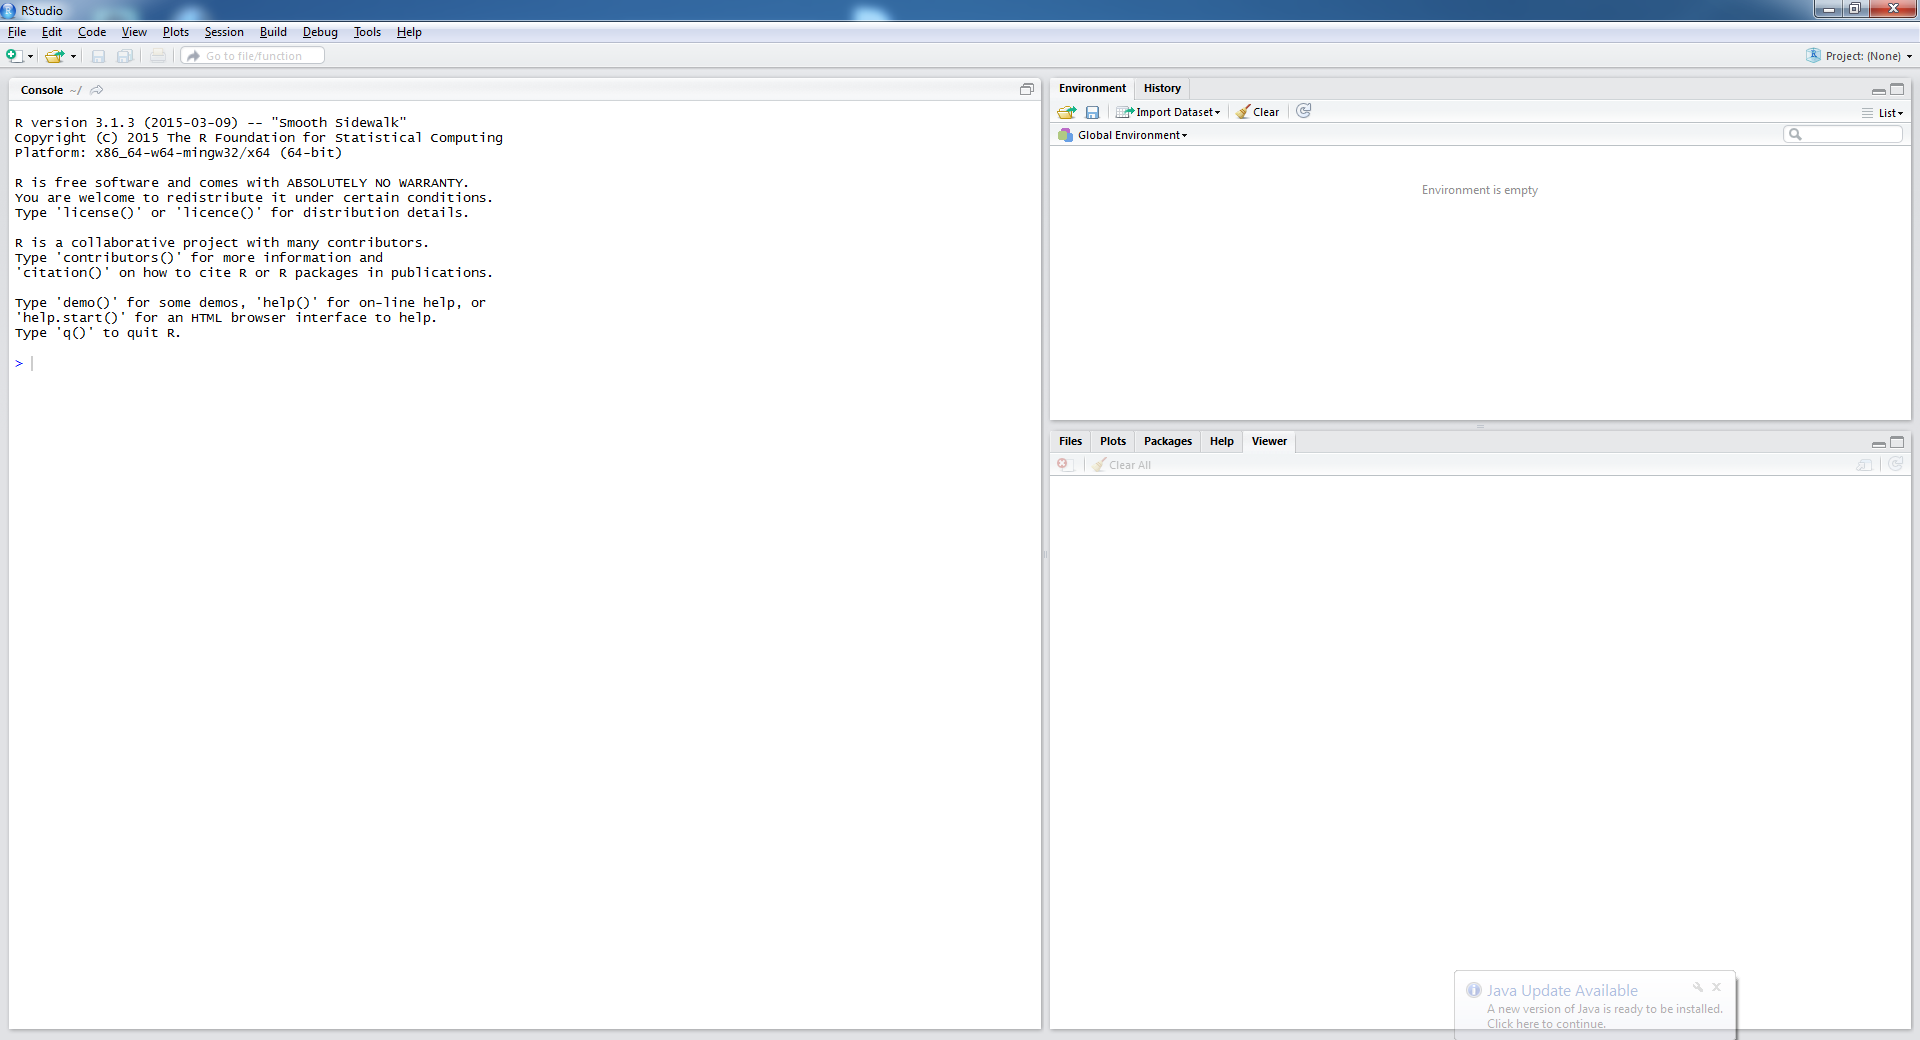 RStudio
File Edit Code View Plots Session Build Debug Tools Help
Go to file/function
Project: (None)
Console ~/
R version 3.1.3 (2015-03-09) -- "Smooth Sidewalk"
Copyright (C) 2015 The R Foundation for Statistical Computing
Platform: x86_64-w64-mingw32/x64 (64-bit)
R is free software and comes with ABSOLUTELY NO WARRANTY.
You are welcome to redistribute it under certain conditions.
Type 'license()' or 'licence()' for distribution details.
R is a collaborative project with many contributors.
Type 'contributors()' for more information and
'citation()' on how to cite R or R packages in publications.
Type 'demo()' for some demos, 'help()' for on-line help, or
'help.start()' for an HTML browser interface to help.
Type 'q()' to quit R.
>
Environment History
Import Dataset Clear List
Global Environment
Environment is empty
Files Plots Packages Help Viewer
Clear All
Java Update Available
A new version of Java is ready to be installed.
Click here to continue.